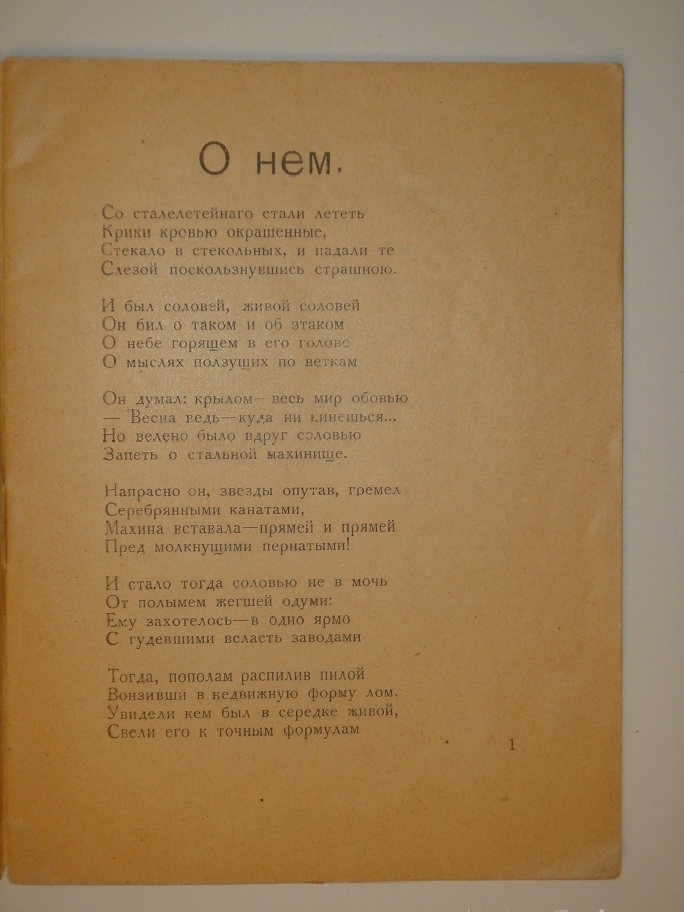 О нем.
Со сталелетейнаго стали лететь
Крики кровью окрашенные,
Стекало в стекольных, и падали те
Слезой поскользнувшись страшною.
И был соловей, живой соловей
Он бил о таком и об этаком
О небе горящем в его голове
О мыслях ползущих по веткам
Он думал: крылом—весь мир обовью
— Весна ведь—куда ни кинешься...
Но велено было вдруг соловью
Запеть о стальной махинище.
Напрасно он, звезды опутав, гремел
Серебрянными канатами,
Махина вставала—прямей и прямей
Пред молкнущими пернатыми!
И стало тогда соловью не в мочь
От полымем жегшей одуми:
Ему захотелось—в одно ярмо
С гудевшими всласть заводами
Тогда, пополам распилив пилой
Вонзивши в недвижную форму лом.
Увидели кем был в середке живой,
Свели его к точным формулам
1